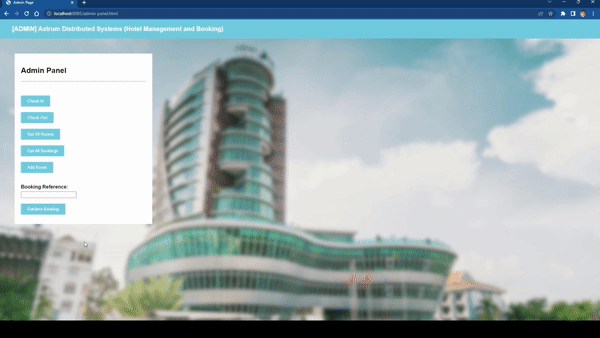 Admin Page
localhost:8080/admin-panel.html
[ADMIN] Astrum Distributed Systems (Hotel Management and Booking)
Admin Panel
Check In
Check Out
Get All Rooms
Get All Bookings
Add Room
Booking Reference:
Retrieve Booking